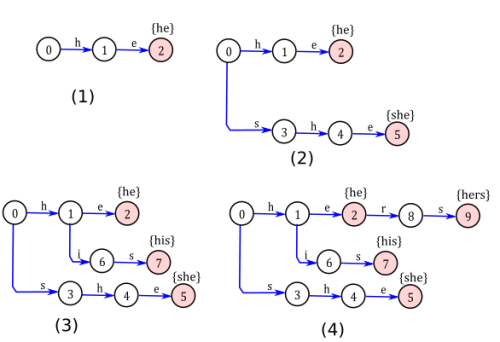 {he}
0 h 1 e 2
(1)
{he}
0 h 1 e 2
{she}
s 3 h 4 e 5
(2)
{he}
0 h 1 e 2
{his}
i 6 s 7
{she}
s 3 h 4 e 5
(3)
{he} {hers}
0 h 1 e 2 r 8 s 9
{his}
i 6 s 7
{she}
s 3 h 4 e 5
(4)